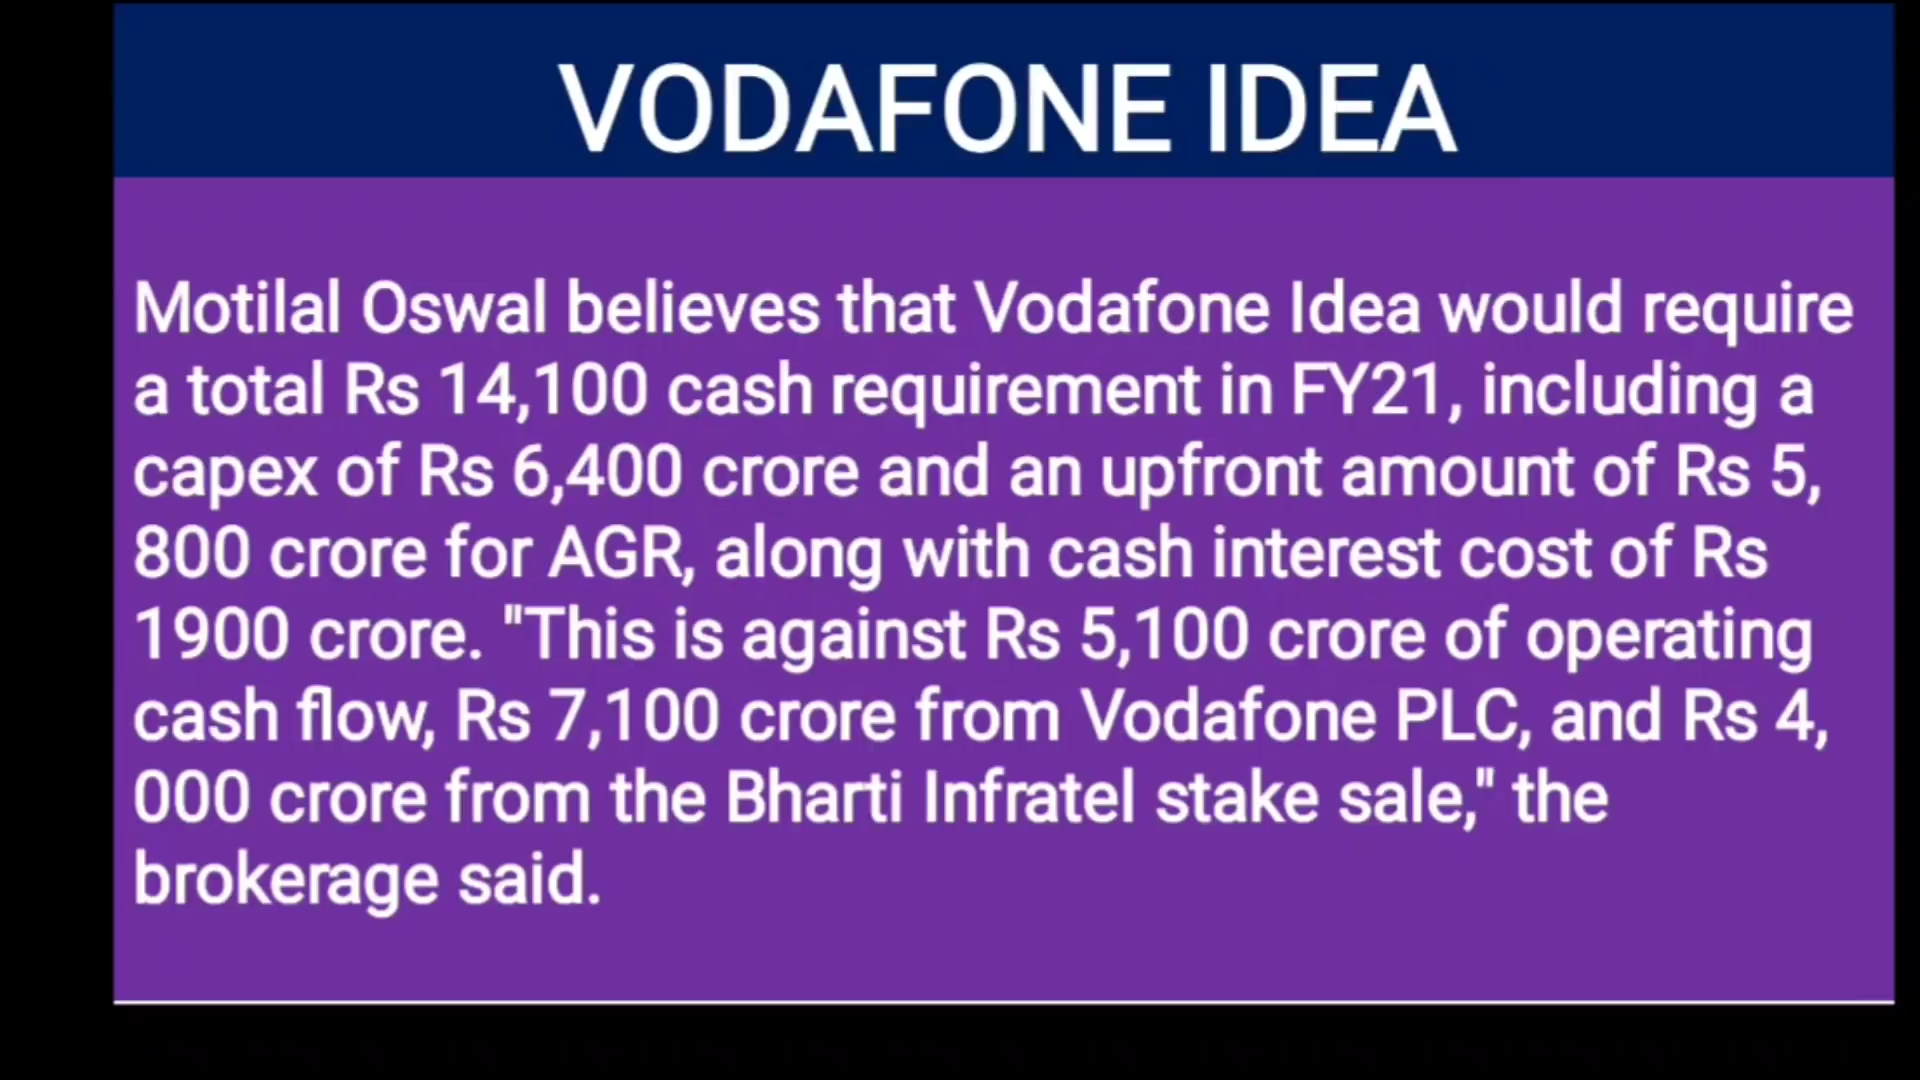 VODAFONE IDEA
Motilal Oswal believes that Vodafone Idea would require
a total Rs 14,100 cash requirement in FY21, including a
capex of Rs 6,400 crore and an upfront amount of Rs 5,
800 crore for AGR, along with cash interest cost of Rs
1900 crore. "This is against Rs 5,100 crore of operating
cash flow, Rs 7,100 crore from Vodafone PLC, and Rs 4,
000 crore from the Bharti Infratel stake sale," the
brokerage said.